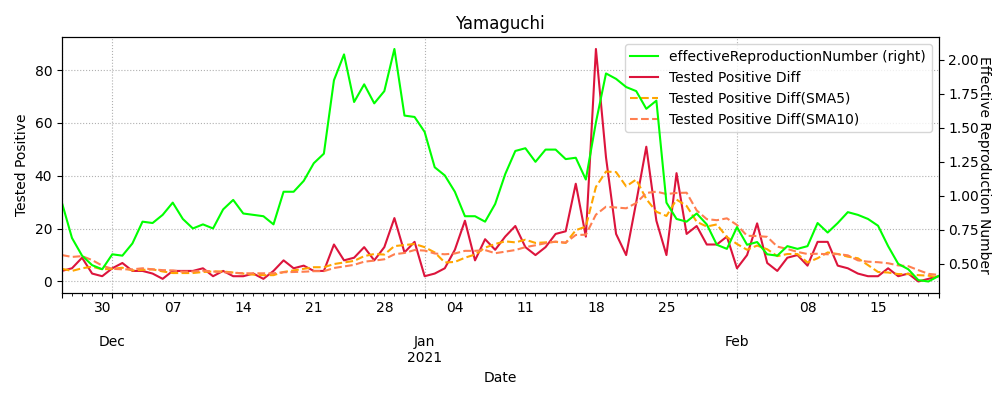 Yamaguchi
effectiveReproductionNumber (right)
Tested Positive Diff
Tested Positive Diff(SMA5)
Tested Positive Diff(SMA10)
Tested Positive
80
60
40
20
0
2.00
1.75
1.50
1.25
1.00
0.75
0.50
Effective Reproduction Number
30 07 14 21 28 04 11 18 25 08 15
Dec Jan Feb
2021
Date